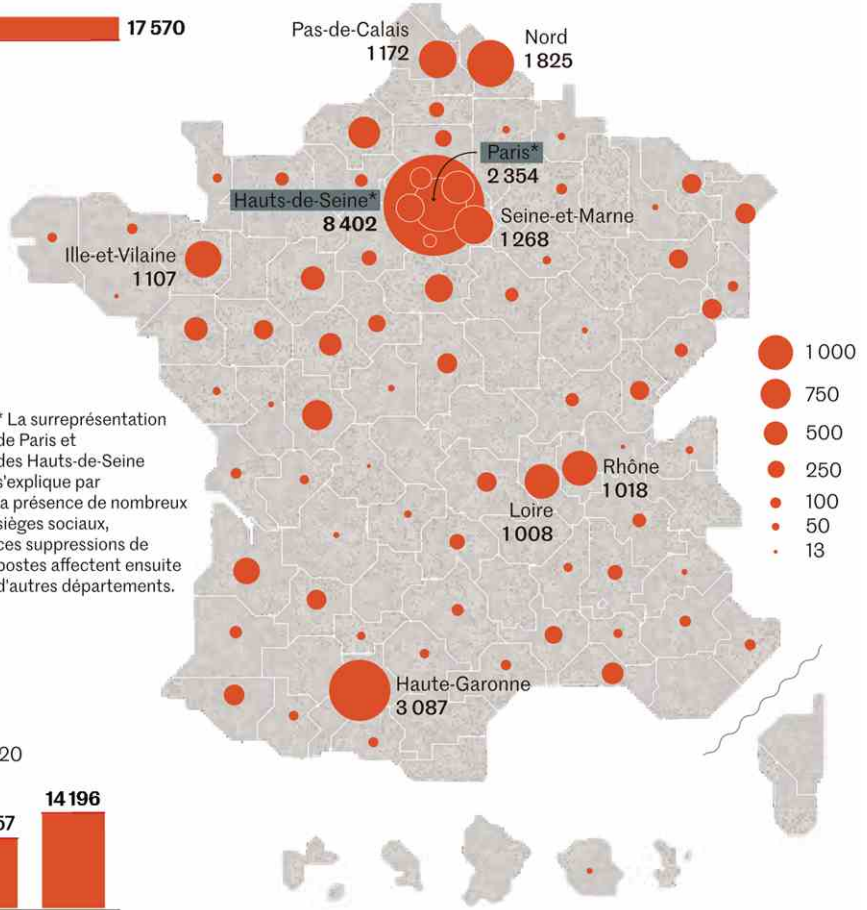 17 570
Pas-de-Calais
1 172
Nord
1 825
Paris*
2 354
Hauts-de-Seine*
8 402
Seine-et-Marne
1 268
Ille-et-Vilaine
1 107
1 000
750
500
250
100
50
13
* La surreprésentation
de Paris et
des Hauts-de-Seine
s'explique par
la présence de nombreux
sièges sociaux,
ces suppressions de
postes affectent ensuite
d'autres départements.
Rhône
1 018
Loire
1 008
Haute-Garonne
3 087
20
57
14 196